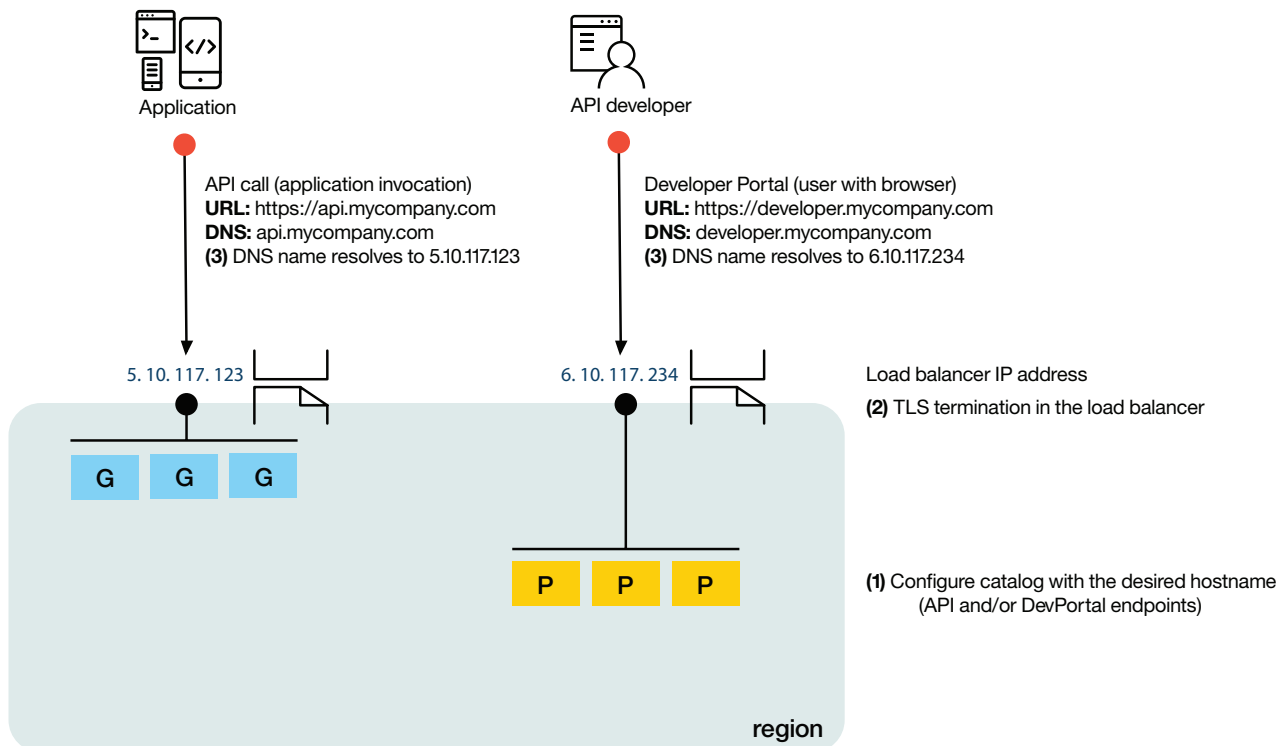 >_
</>
Application
API developer
API call (application invocation)
URL: https://api.mycompany.com
DNS: api.mycompany.com
(3) DNS name resolves to 5.10.117.123
Developer Portal (user with browser)
URL: https://developer.mycompany.com
DNS: developer.mycompany.com
(3) DNS name resolves to 6.10.117.234
5. 10. 117. 123
6. 10. 117. 234
Load balancer IP address
(2) TLS termination in the load balancer
G G G
P P P
(1) Configure catalog with the desired hostname
(API and/or DevPortal endpoints)
region